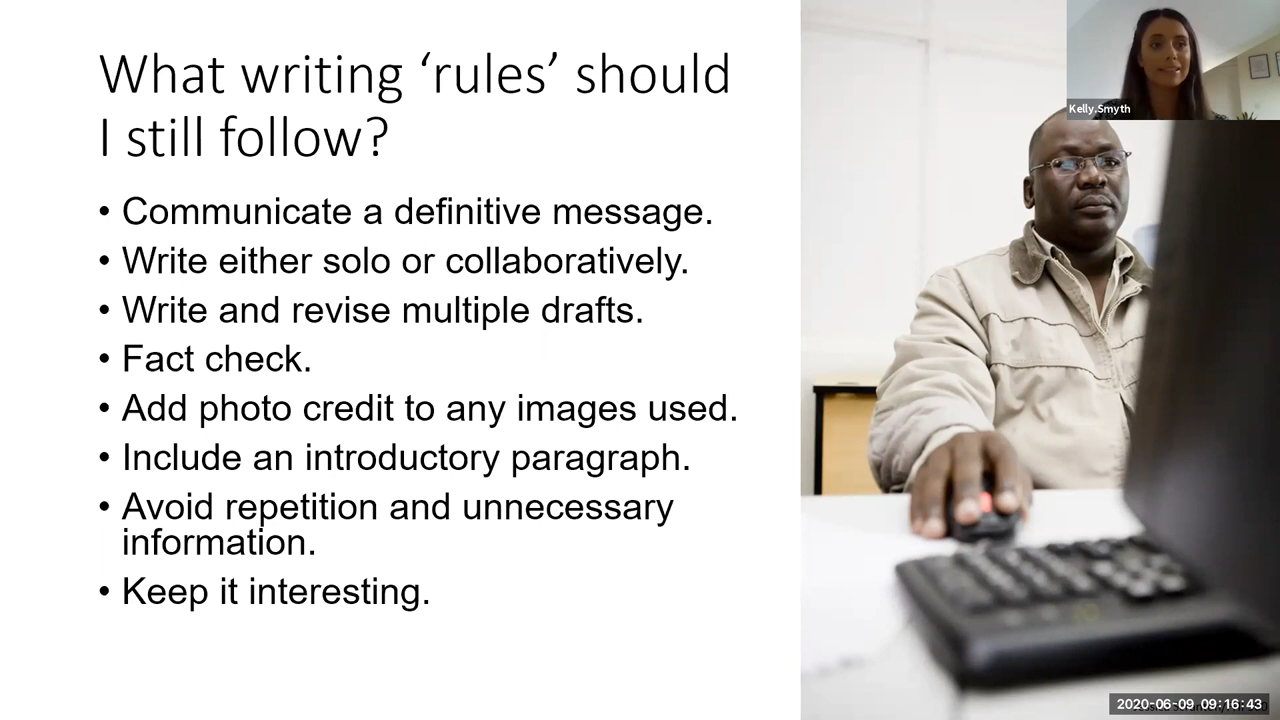 What writing ‘rules’ should
I still follow?
• Communicate a definitive message.
• Write either solo or collaboratively.
• Write and revise multiple drafts.
• Fact check.
• Add photo credit to any images used.
• Include an introductory paragraph.
• Avoid repetition and unnecessary
information.
• Keep it interesting.
Kelly.Smyth
2020-06-09 09:16:43